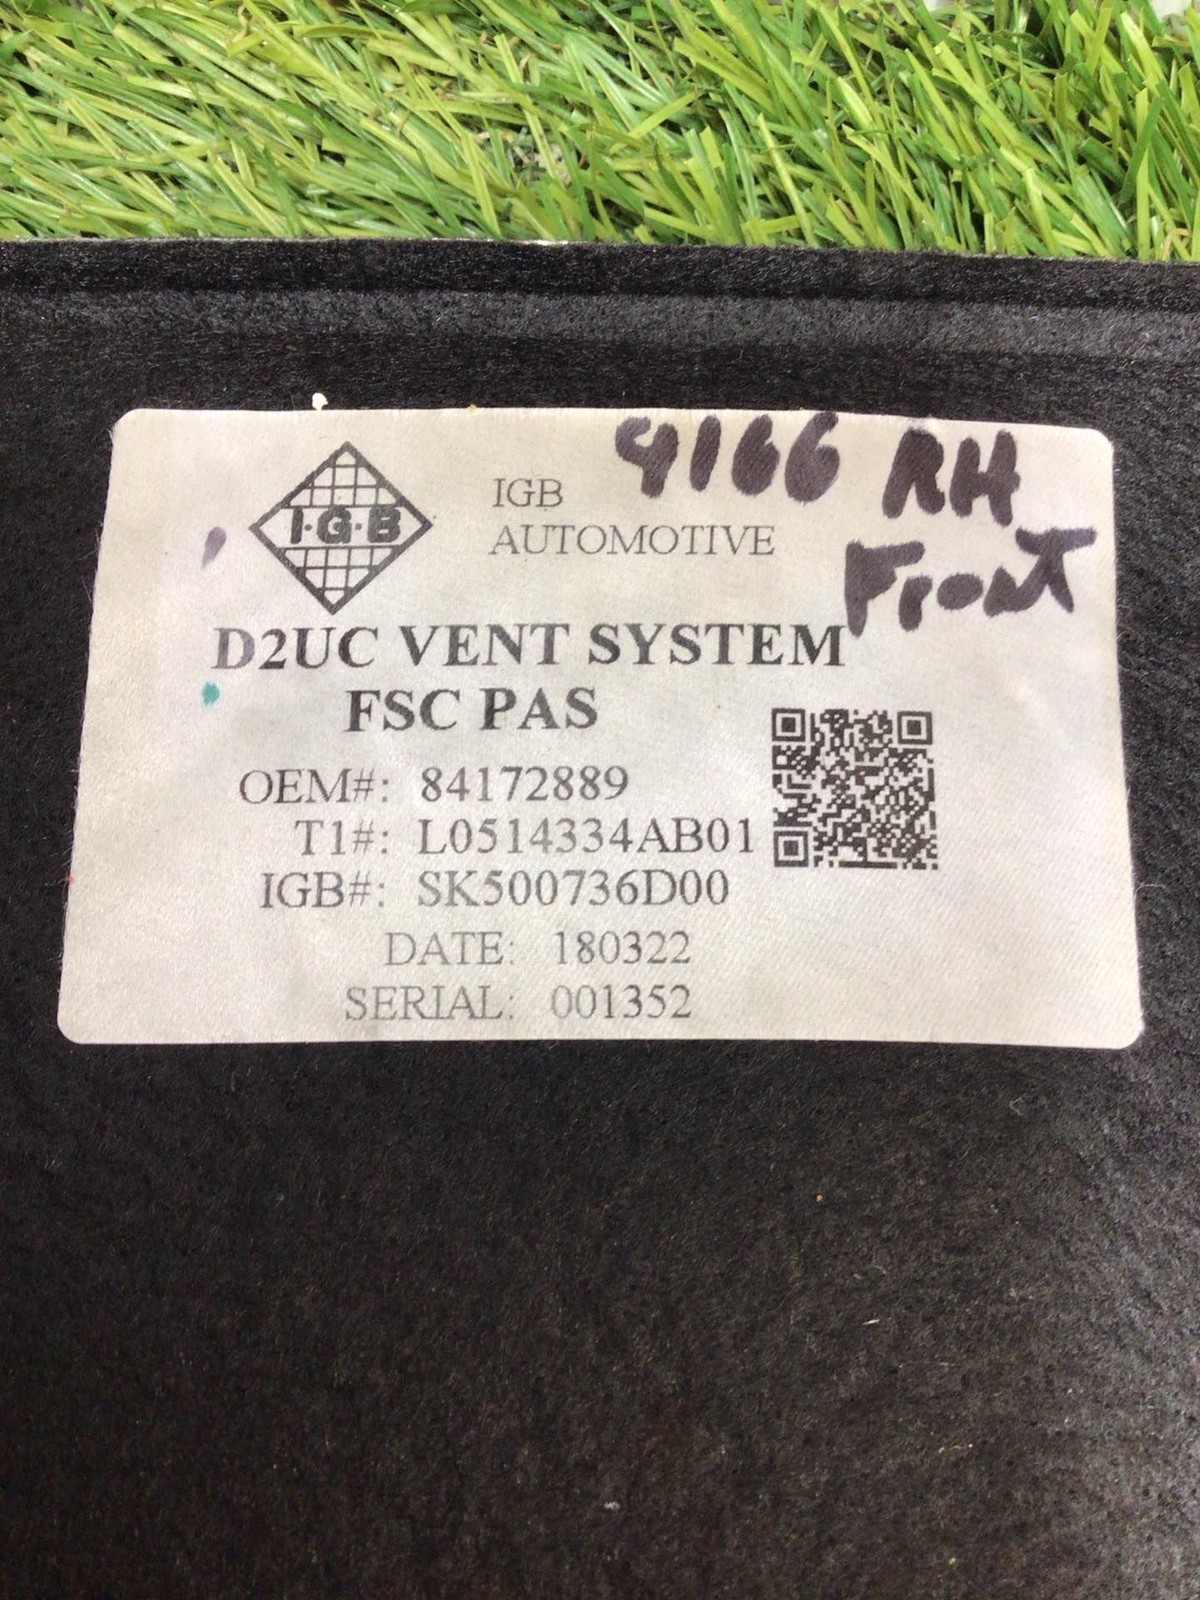 9166 RH
Front
I·G·B
IGB
AUTOMOTIVE
D2UC VENT SYSTEM
FSC PAS
OEM#: 84172889
T1#: L0514334AB01
IGB#: SK500736D00
DATE: 180322
SERIAL: 001352